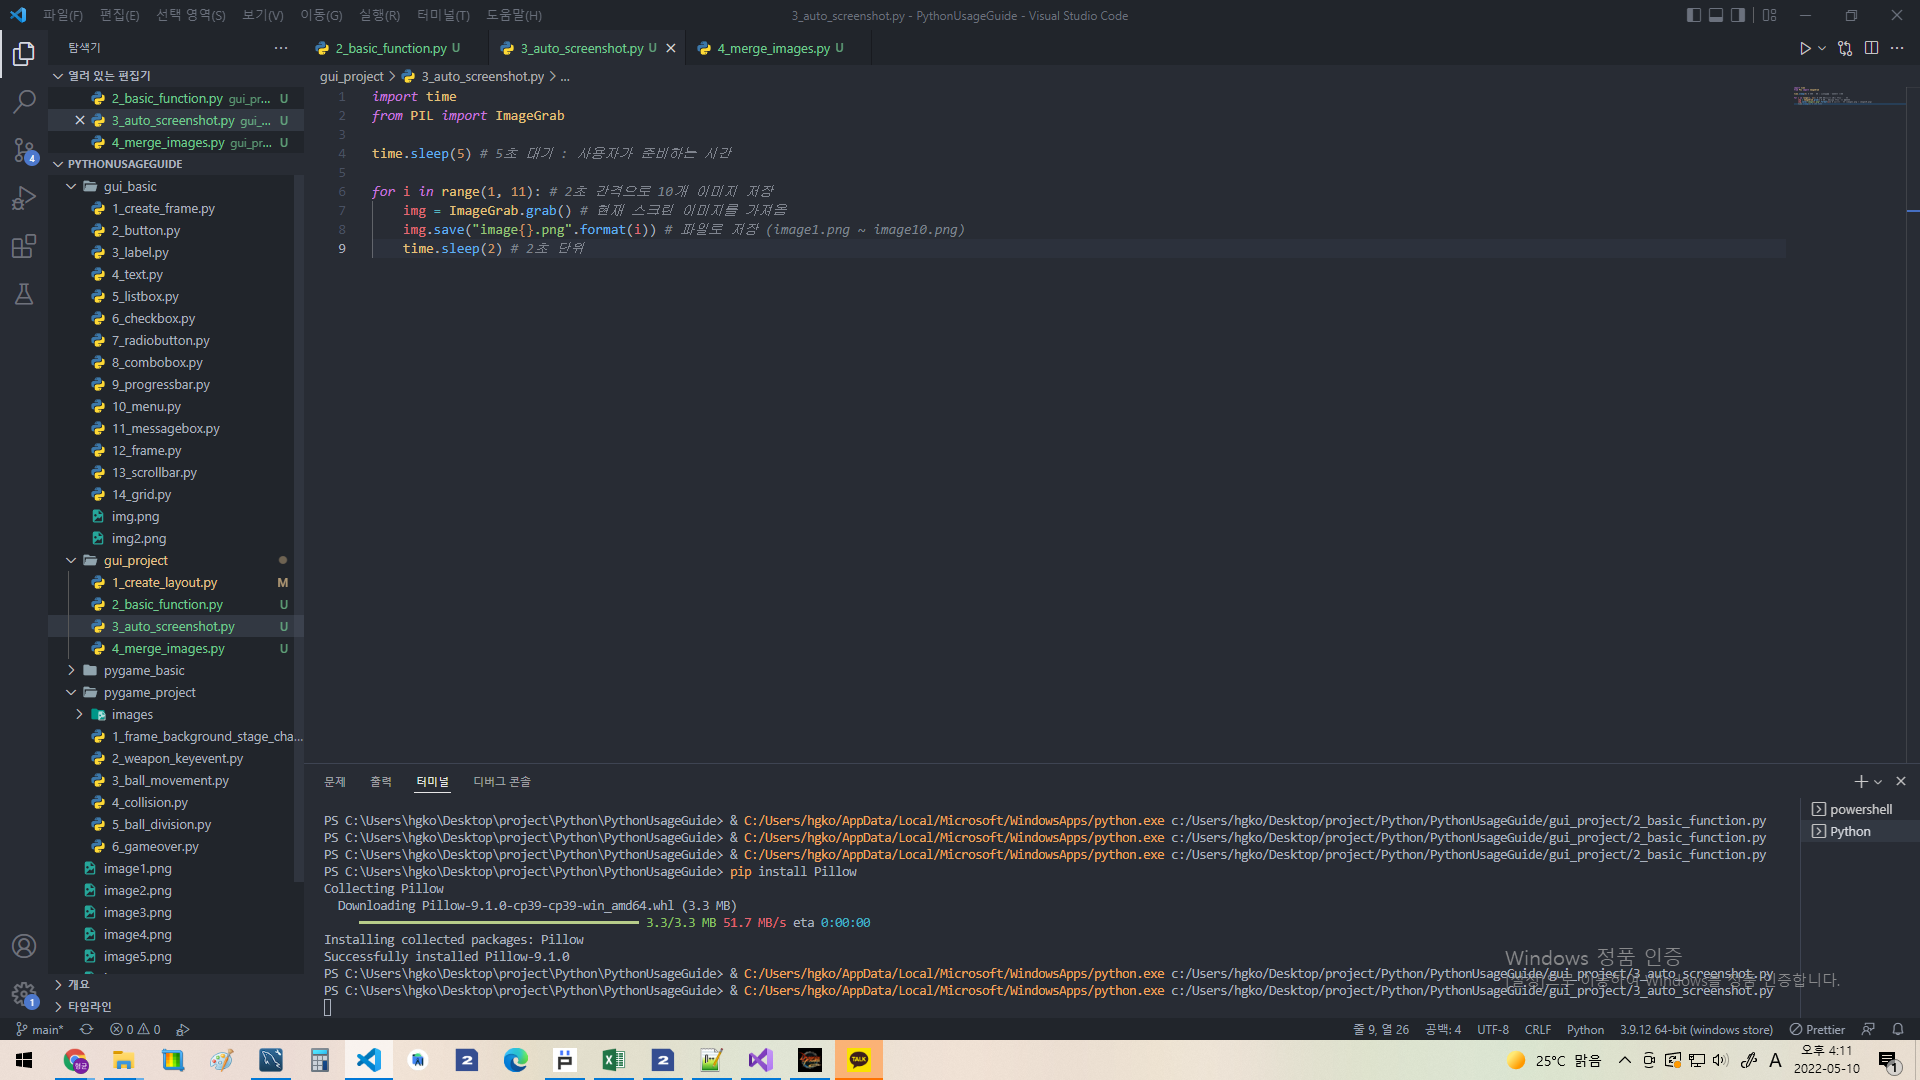 파일(F) 편집(E) 선택 영역(S) 보기(V) 이동(G) 실행(R) 터미널(T) 도움말(H)
3_auto_screenshot.py - PythonUsageGuide - Visual Studio Code
탐색기
2_basic_function.py U
3_auto_screenshot.py U
4_merge_images.py U
열려 있는 편집기
2_basic_function.py gui_pr... U
3_auto_screenshot.py gui_... U
4_merge_images.py gui_pr... U
PYTHONUSAGEGUIDE
gui_basic
1_create_frame.py
2_button.py
3_label.py
4_text.py
5_listbox.py
6_checkbox.py
7_radiobutton.py
8_combobox.py
9_progressbar.py
10_menu.py
11_messagebox.py
12_frame.py
13_scrollbar.py
14_grid.py
img.png
img2.png
gui_project
1_create_layout.py M
2_basic_function.py U
3_auto_screenshot.py U
4_merge_images.py U
pygame_basic
pygame_project
images
1_frame_background_stage_cha...
2_weapon_keyevent.py
3_ball_movement.py
4_collision.py
5_ball_division.py
6_gameover.py
image1.png
image2.png
image3.png
image4.png
image5.png
개요
타임라인
4
1
gui_project > 3_auto_screenshot.py > ...
1 import time
2 from PIL import ImageGrab
3
4 time.sleep(5) # 5초 대기 : 사용자가 준비하는 시간
5
6 for i in range(1, 11): # 2초 간격으로 10개 이미지 저장
7 img = ImageGrab.grab() # 현재 스크린 이미지를 가져옴
8 img.save("image{}.png".format(i)) # 파일로 저장 (image1.png ~ image10.png)
9 time.sleep(2) # 2초 단위
문제 출력 터미널 디버그 콘솔
powershell
Python
PS C:\Users\hgko\Desktop\project\Python\PythonUsageGuide> & C:/Users/hgko/AppData/Local/Microsoft/WindowsApps/python.exe c:/Users/hgko/Desktop/project/Python/PythonUsageGuide/gui_project/2_basic_function.py
PS C:\Users\hgko\Desktop\project\Python\PythonUsageGuide> & C:/Users/hgko/AppData/Local/Microsoft/WindowsApps/python.exe c:/Users/hgko/Desktop/project/Python/PythonUsageGuide/gui_project/2_basic_function.py
PS C:\Users\hgko\Desktop\project\Python\PythonUsageGuide> & C:/Users/hgko/AppData/Local/Microsoft/WindowsApps/python.exe c:/Users/hgko/Desktop/project/Python/PythonUsageGuide/gui_project/2_basic_function.py
PS C:\Users\hgko\Desktop\project\Python\PythonUsageGuide> pip install Pillow
Collecting Pillow
Downloading Pillow-9.1.0-cp39-cp39-win_amd64.whl (3.3 MB)
3.3/3.3 MB 51.7 MB/s eta 0:00:00
Installing collected packages: Pillow
Successfully installed Pillow-9.1.0
PS C:\Users\hgko\Desktop\project\Python\PythonUsageGuide> & C:/Users/hgko/AppData/Local/Microsoft/WindowsApps/python.exe c:/Users/hgko/Desktop/project/Python/PythonUsageGuide/gui_project/3_auto_screenshot.py
PS C:\Users\hgko\Desktop\project\Python\PythonUsageGuide> & C:/Users/hgko/AppData/Local/Microsoft/WindowsApps/python.exe c:/Users/hgko/Desktop/project/Python/PythonUsageGuide/gui_project/3_auto_screenshot.py
Windows 정품 인증
[설정]으로 이동하여 Windows를 정품 인증합니다.
main* 0 0
줄 9, 열 26 공백: 4 UTF-8 CRLF Python 3.9.12 64-bit (windows store) Prettier
25°C 맑음
A
오후 4:11
2022-05-10
1